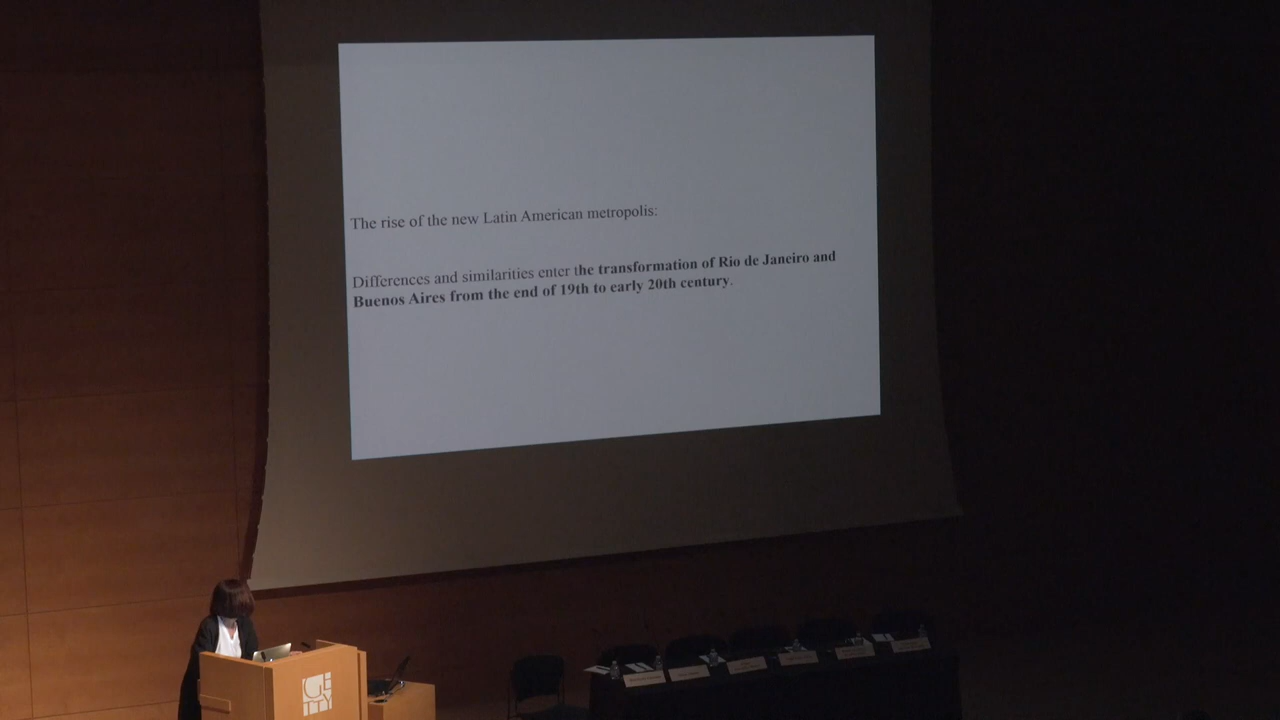 The rise of the new Latin American metropolis:
Differences and similarities enter the transformation of Rio de Janeiro and
Buenos Aires from the end of 19th to early 20th century.
GETTY